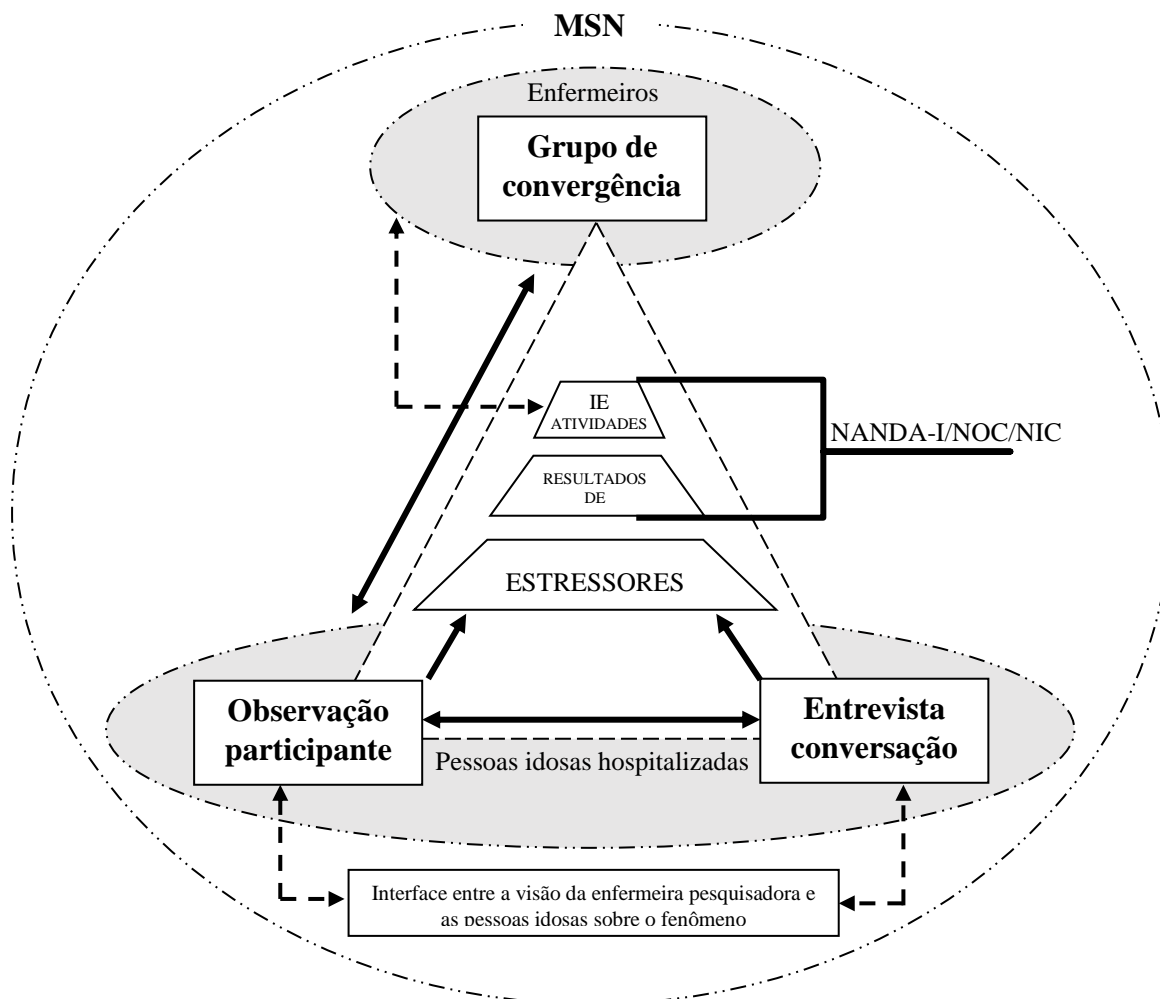 MSN
Enfermeiros
Grupo de
convergência
IE
ATIVIDADES
NANDA-I/NOC/NIC
RESULTADOS
DE
ESTRESSORES
Observação
participante
Entrevista
conversação
Pessoas idosas hospitalizadas
Interface entre a visão da enfermeira pesquisadora e
as pessoas idosas sobre o fenômeno